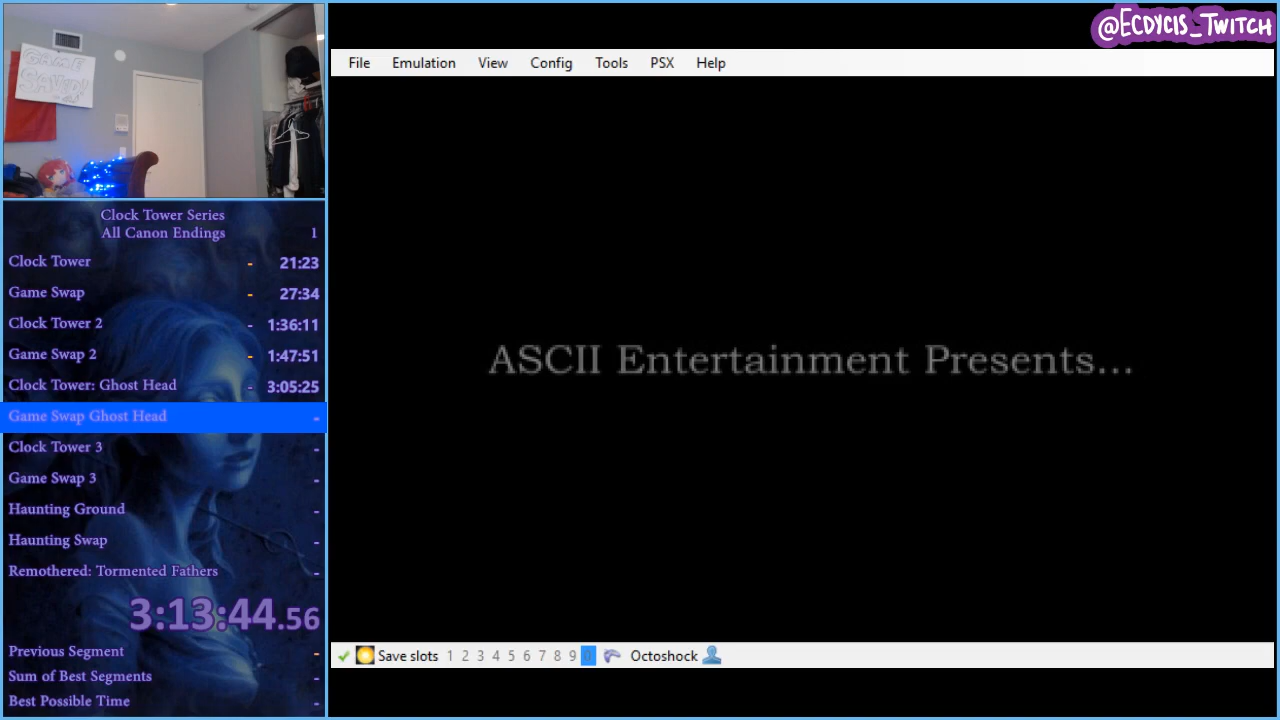 @ECDYCIS_TWITCH
GAME
SAVED!
File Emulation View Config Tools PSX Help
ASCII Entertainment Presents...
Clock Tower Series
All Canon Endings 1
Clock Tower - 21:23
Game Swap - 27:34
Clock Tower 2 - 1:36:11
Game Swap 2 - 1:47:51
Clock Tower: Ghost Head - 3:05:25
Game Swap Ghost Head -
Clock Tower 3 -
Game Swap 3 -
Haunting Ground -
Haunting Swap -
Remothered: Tormented Fathers -
3:13:44.56
Previous Segment -
Sum of Best Segments -
Best Possible Time -
Save slots 1 2 3 4 5 6 7 8 9 0 Octoshock